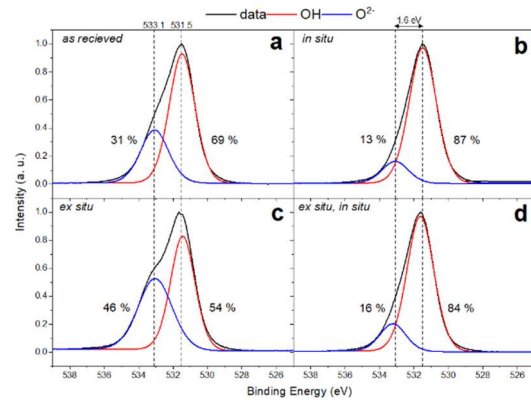 data OH O²⁻
533.1 531.5
1.6 eV
as recieved a
in situ b
31 % 69 %
13 % 87 %
ex situ c
ex situ, in situ d
46 % 54 %
16 % 84 %
Intensity (a. u.)
1.0
0.8
0.6
0.4
0.2
0.0
1.0
0.8
0.6
0.4
0.2
0.0
538 536 534 532 530 528 526 538 536 534 532 530 528 526
Binding Energy (eV)